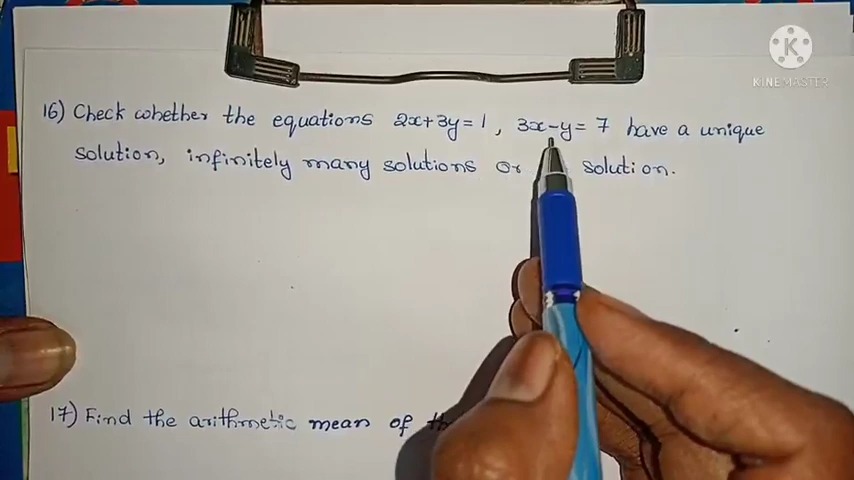 KINEMASTER
16) Check whether the equations 2x+3y=1, 3x-y=7 have a unique
solution, infinitely many solutions or solution.
17) Find the arithmetic mean of